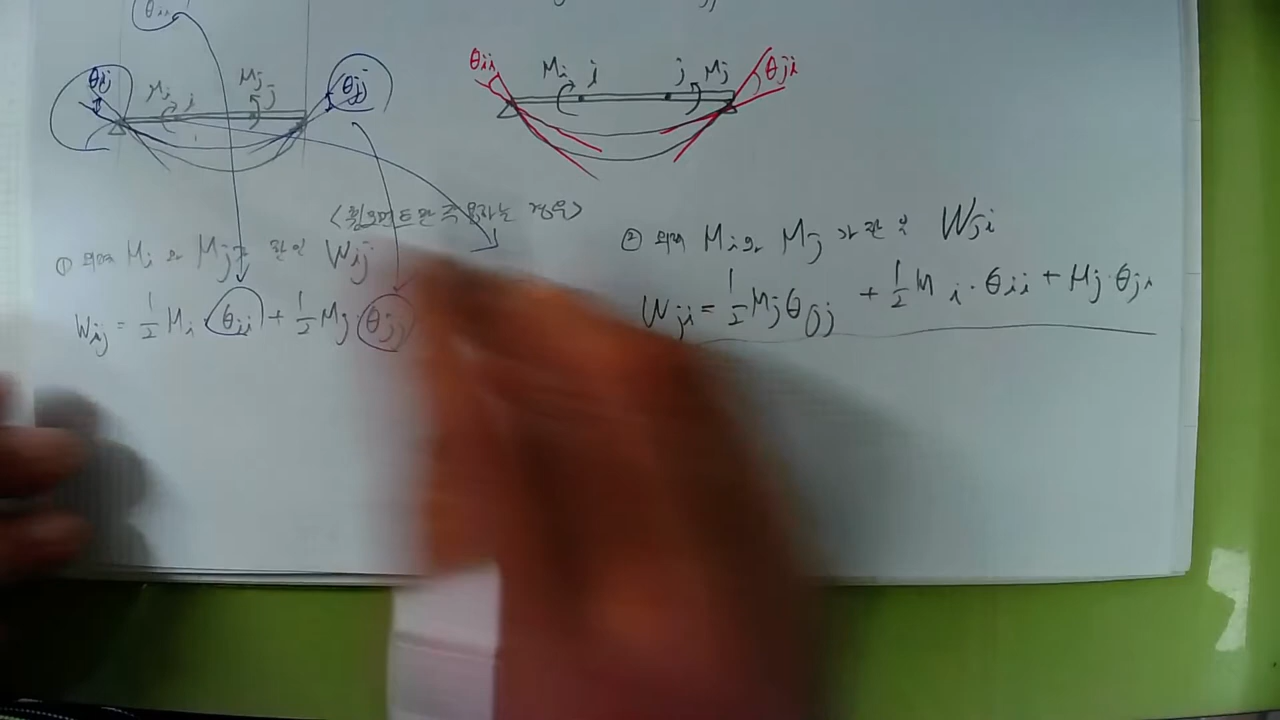 θii
θij Mi i Mj j θjj
θii Mi i j Mj θji
<휨모멘트만 작용하는 경우>
① 외력 Mi 와 Mj가 한 일 Wij
Wij = 1/2 Mi · θii + 1/2 Mj · θjj
② 외력 Mi와 Mj가 한 일 Wji
Wji = 1/2 Mj θjj + 1/2 M i · θii + Mj · θji